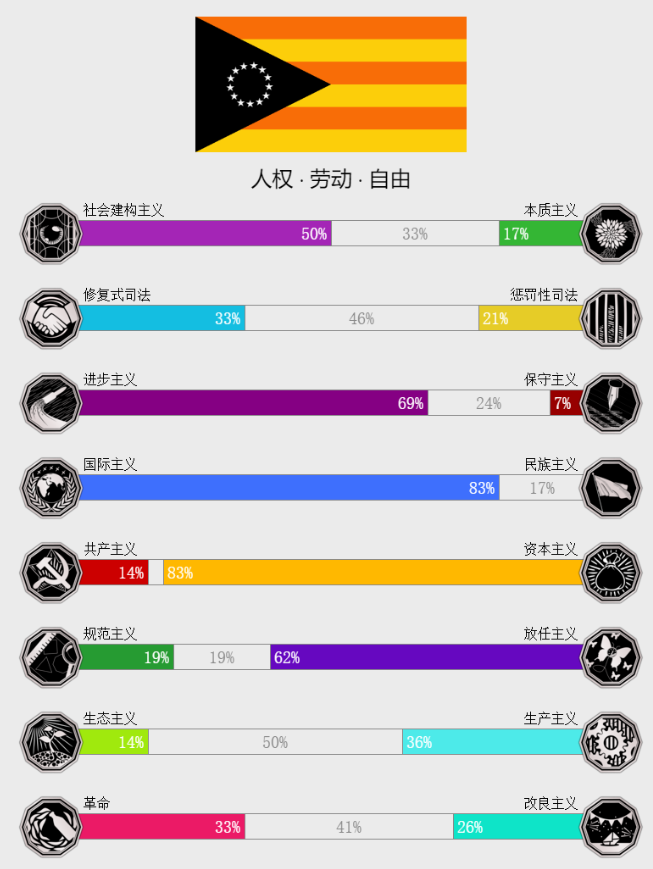 人权 · 劳动 · 自由
社会建构主义 本质主义
50% 33% 17%
修复式司法 惩罚性司法
33% 46% 21%
进步主义 保守主义
69% 24% 7%
国际主义 民族主义
83% 17%
共产主义 资本主义
14% 83%
规范主义 放任主义
19% 19% 62%
生态主义 生产主义
14% 50% 36%
革命 改良主义
33% 41% 26%